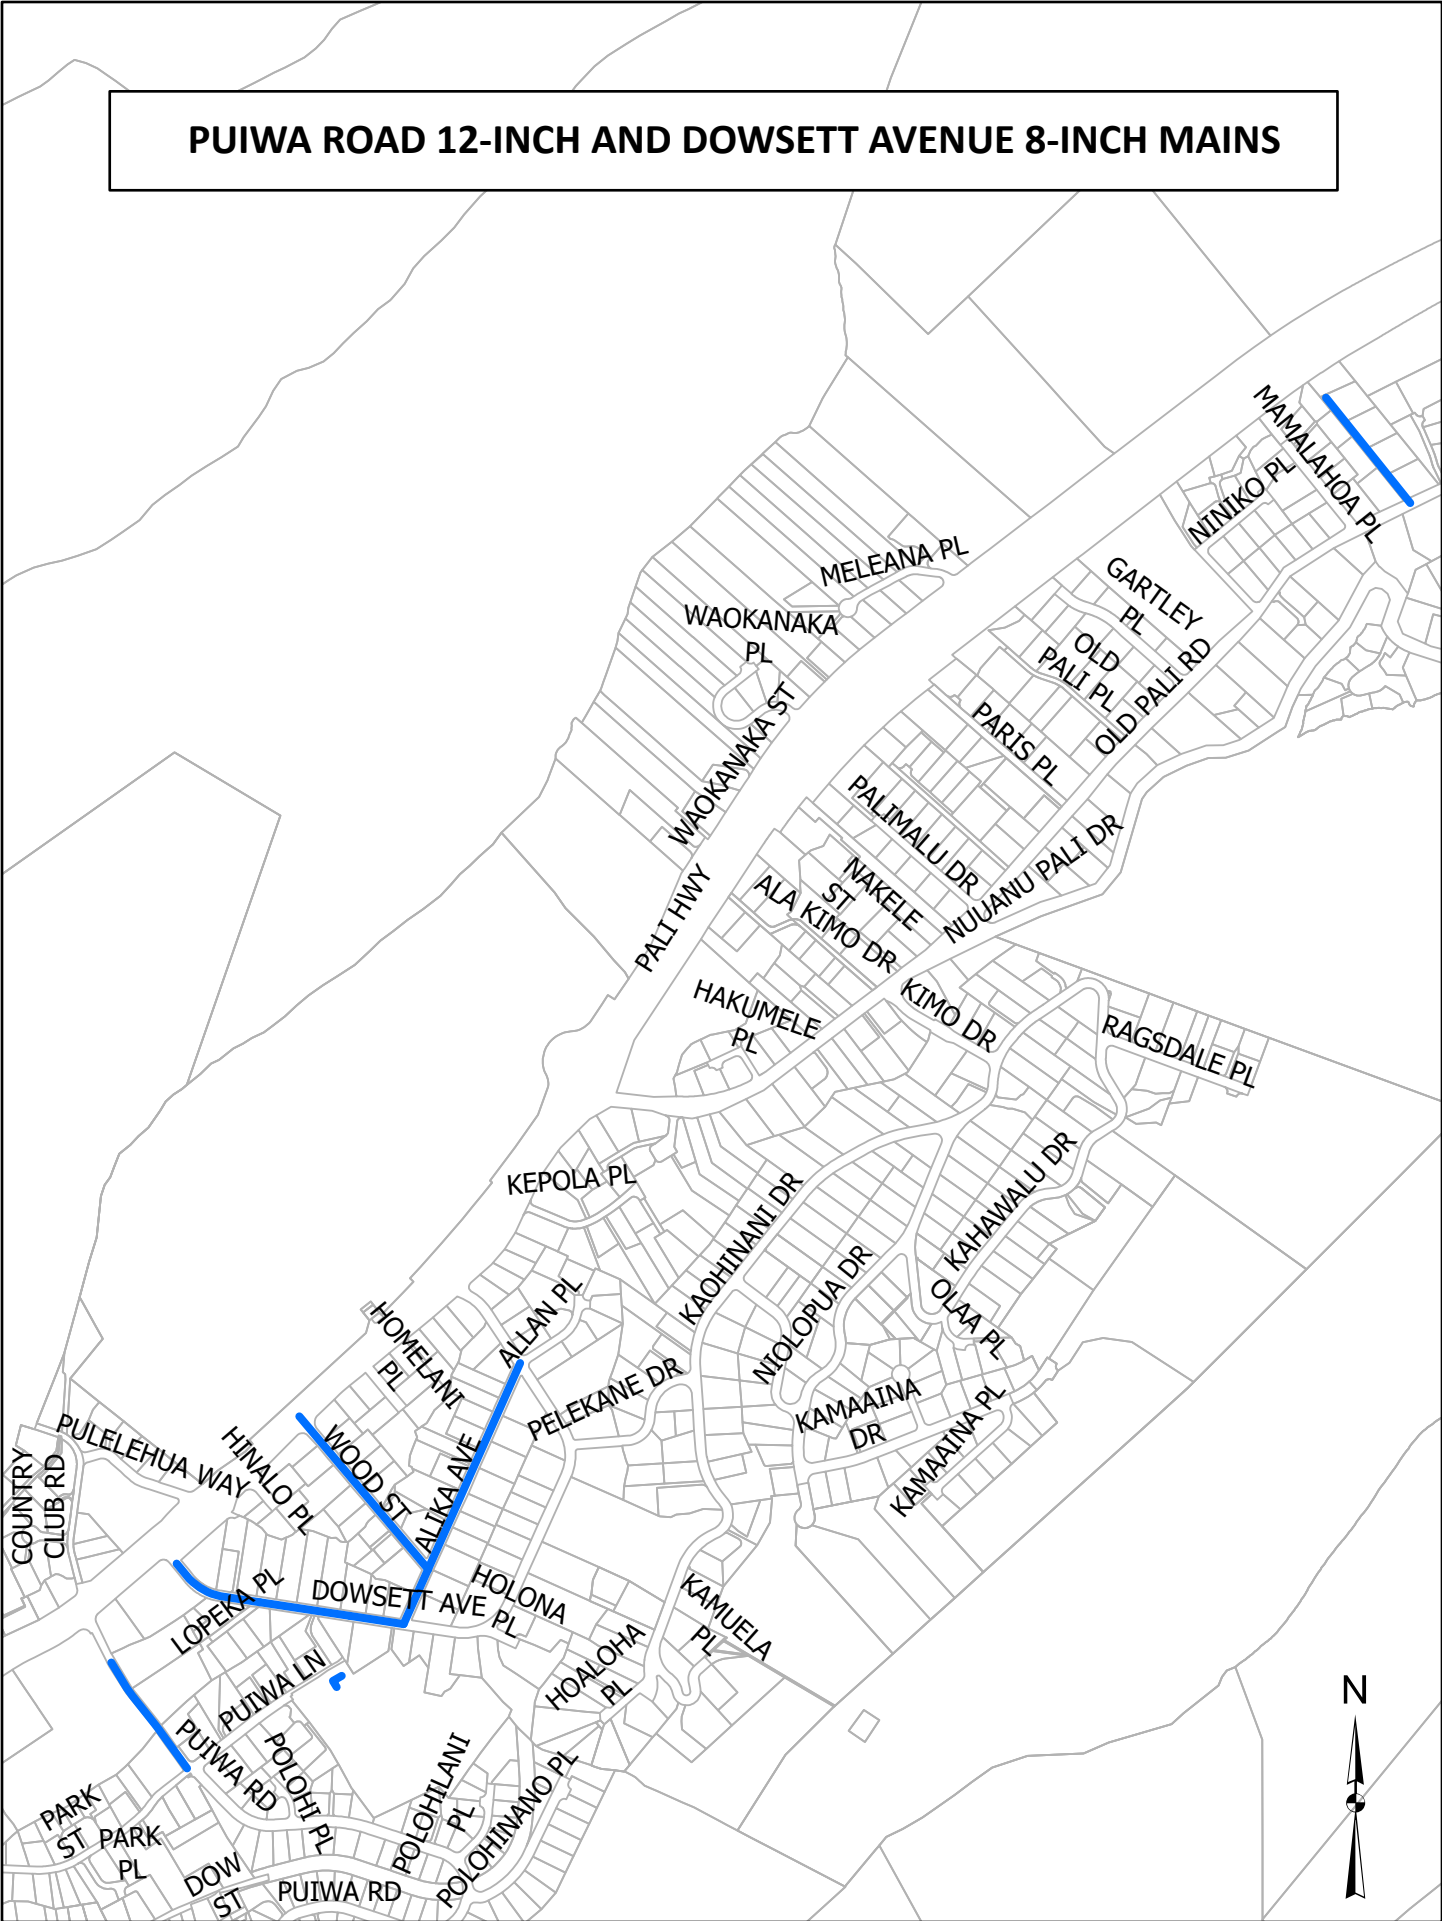 PUIWA ROAD 12-INCH AND DOWSETT AVENUE 8-INCH MAINS
MAMALAHOA PL
NINIKO PL
MELEANA PL
GARTLEY
PL
WAOKANAKA
PL
OLD
PALI PL
OLD PALI RD
WAOKANAKA ST
PARIS PL
PALIMALU DR
NUUANU PALI DR
NAKELE
ST
ALA KIMO DR
PALI HWY
HAKUMELE
PL
KIMO DR
RAGSDALE PL
KEPOLA PL
KAHAWALU DR
KAOHINANI DR
NIOLOPUA DR
OLAA PL
ALLAN PL
HOMELANI
PL
PELEKANE DR
KAMAAINA
DR
KAMAAINA PL
PULELEHUA WAY
HINALO PL
WOOD ST
ALIKA AVE
COUNTRY
CLUB RD
LOPEKA PL
DOWSETT AVE
HOLONA
PL
KAMUELA
PL
HOALOHA
PL
PUIWA LN
N
PUIWA RD
POLOHI PL
POLOHILANI
PL
POLOHINANO PL
PARK
ST
PARK
PL
DOW
ST
PUIWA RD